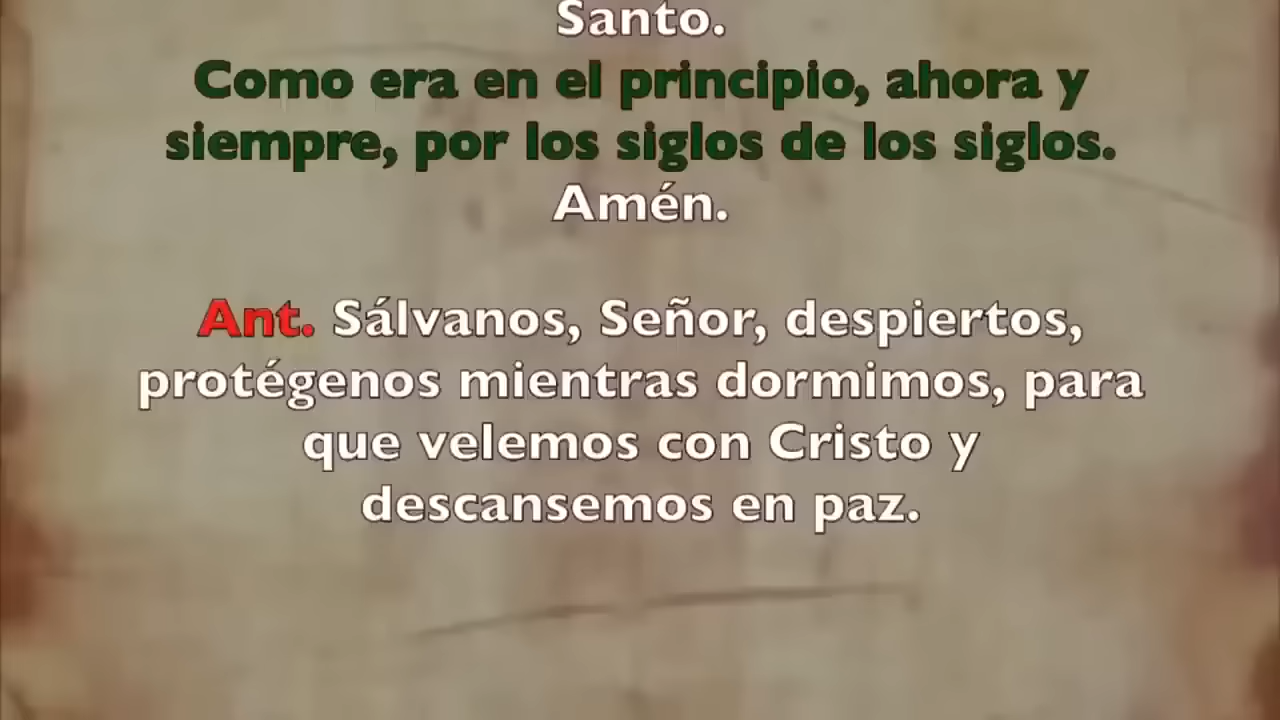 Santo.
Como era en el principio, ahora y
siempre, por los siglos de los siglos.
Amén.
Ant. Sálvanos, Señor, despiertos,
protégenos mientras dormimos, para
que velemos con Cristo y
descansemos en paz.